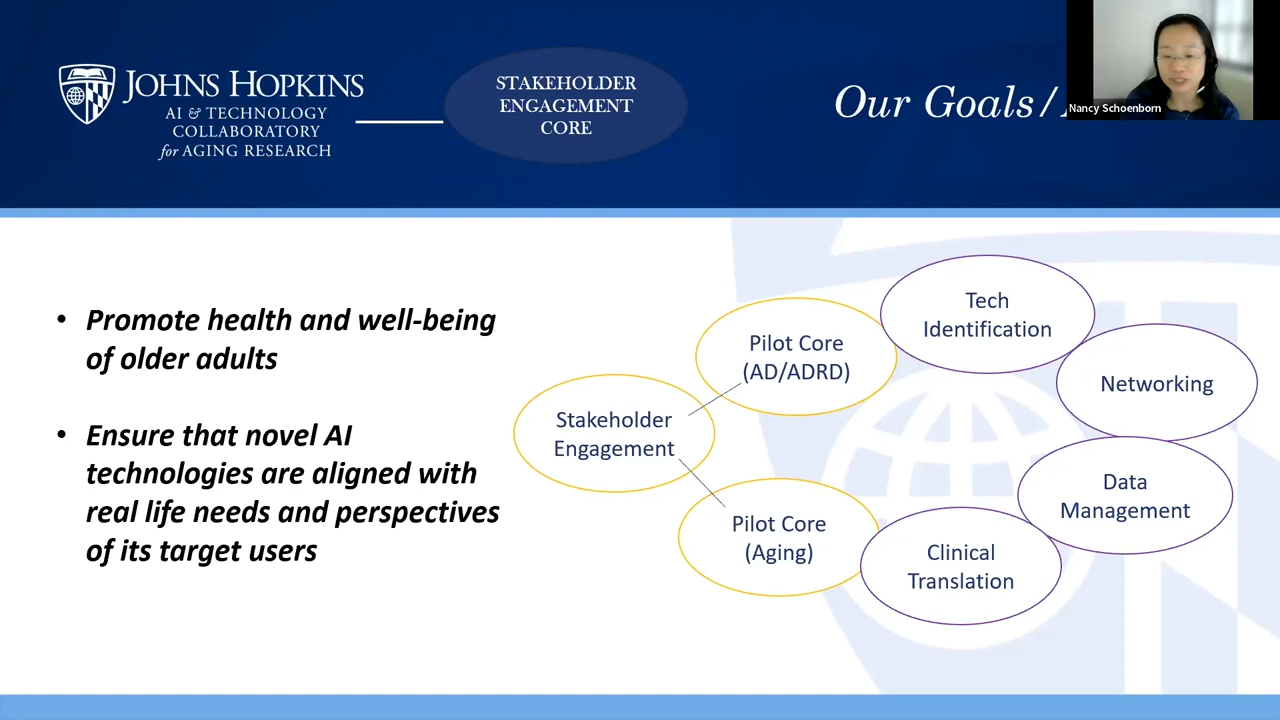 JOHNS HOPKINS
AI & TECHNOLOGY
COLLABORATORY
for AGING RESEARCH
STAKEHOLDER
ENGAGEMENT
CORE
Our Goals/
Nancy Schoenborn
• Promote health and well-being
of older adults
• Ensure that novel AI
technologies are aligned with
real life needs and perspectives
of its target users
Stakeholder
Engagement
Pilot Core
(AD/ADRD)
Pilot Core
(Aging)
Tech
Identification
Networking
Data
Management
Clinical
Translation